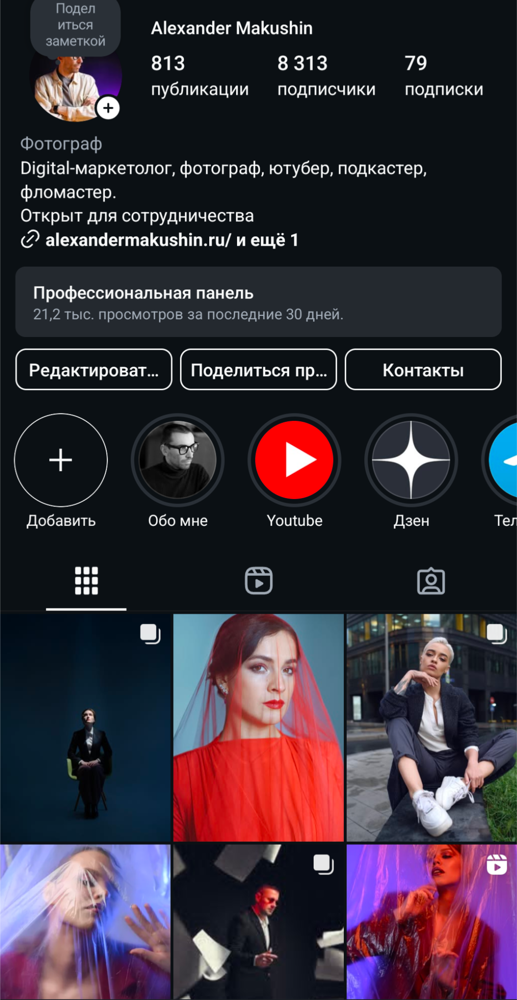 Подел
иться
заметкой
Alexander Makushin
813 8 313 79
публикации подписчики подписки
Фотограф
Digital-маркетолог, фотограф, ютубер, подкастер,
фломастер.
Открыт для сотрудничества
alexandermakushin.ru/ и ещё 1
Профессиональная панель
21,2 тыс. просмотров за последние 30 дней.
Редактироват... Поделиться пр... Контакты
Добавить Обо мне Youtube Дзен Тел